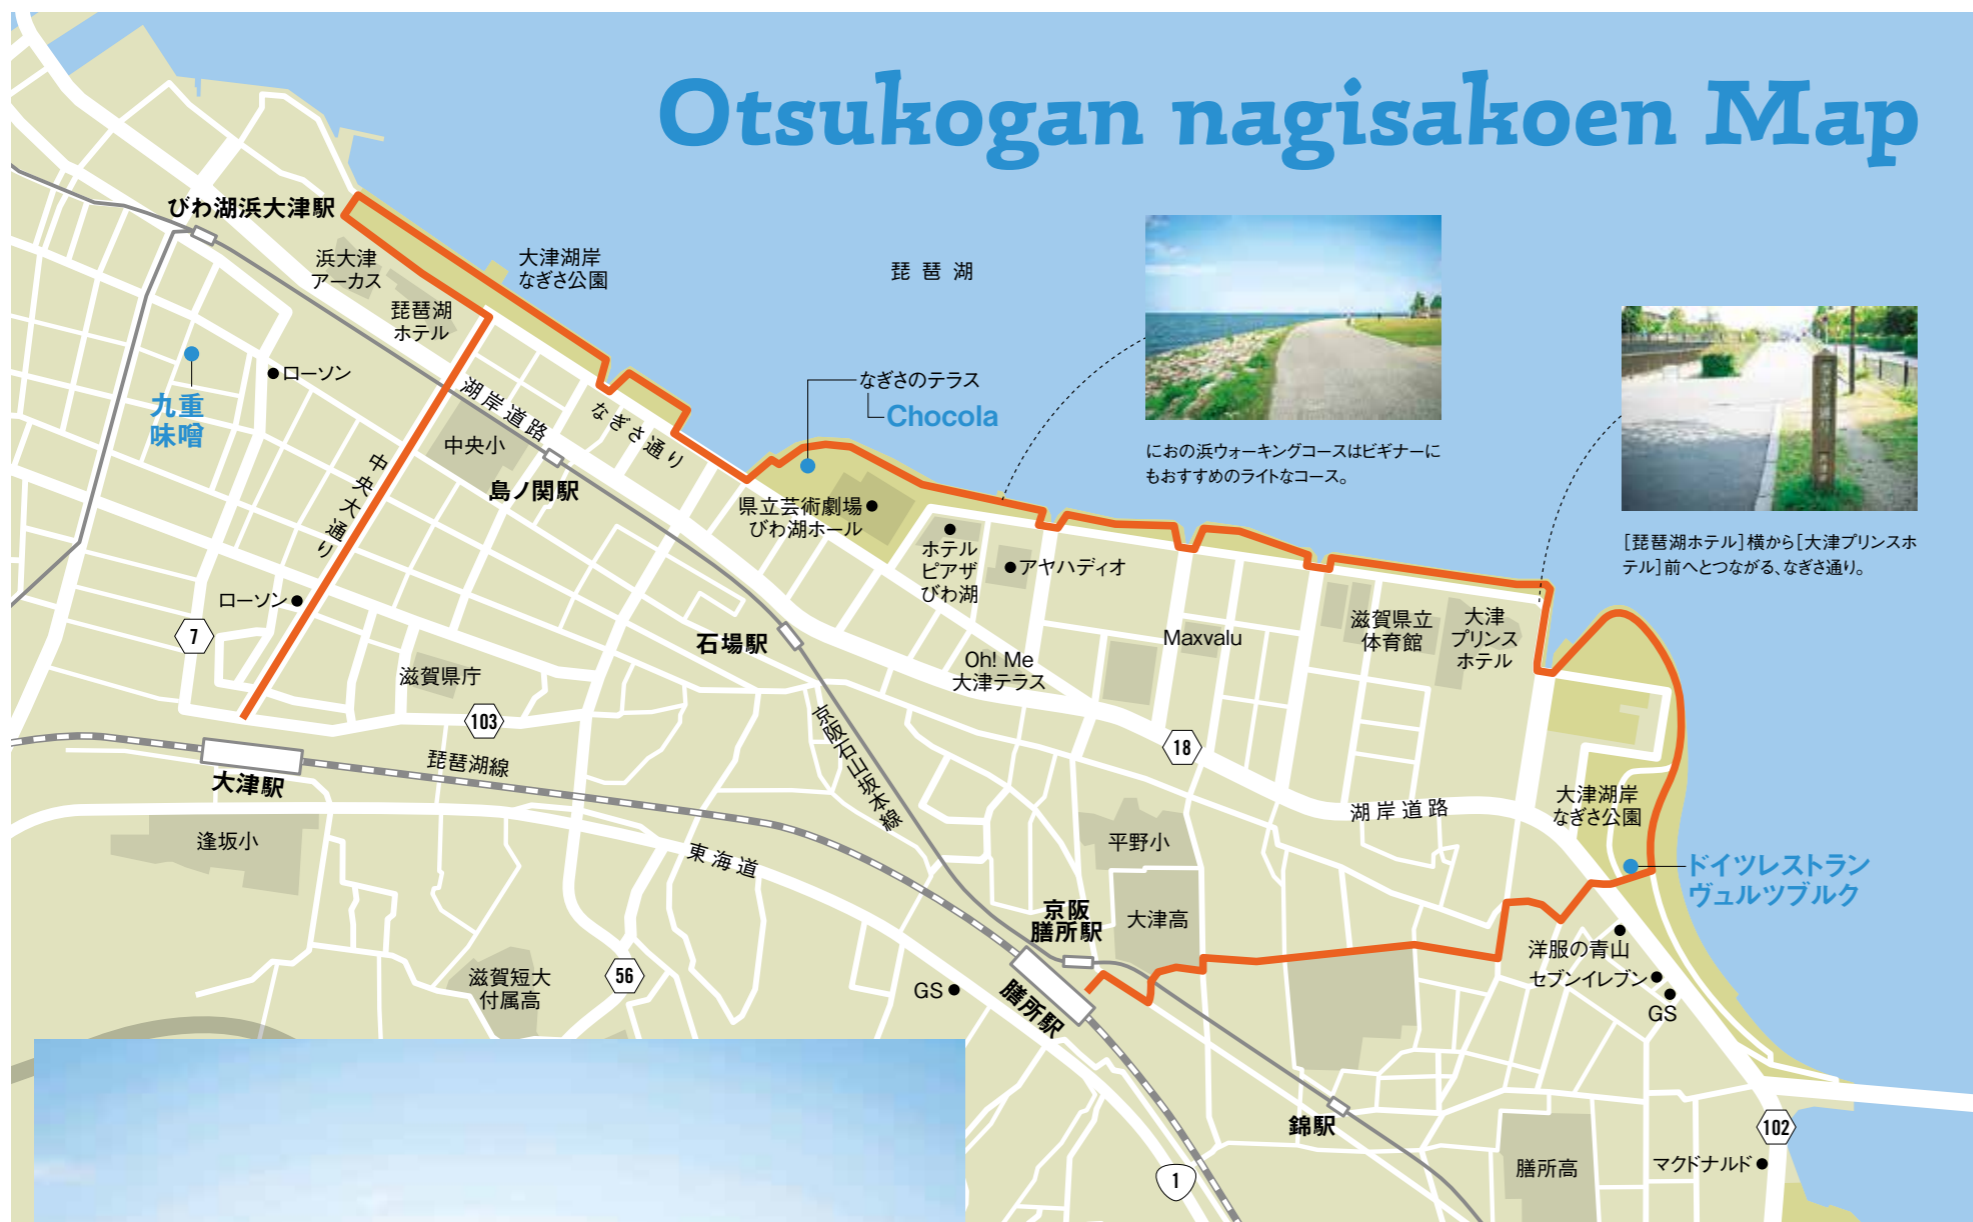 Otsukogan nagisakoen Map
びわ湖浜大津駅
浜大津
アーカス
大津湖岸
なぎさ公園
琵琶湖
琵琶湖
ホテル
ローソン
九重
味噌
湖岸道路
なぎさ通り
なぎさのテラス
Chocola
中央小
島ノ関駅
中央大通り
県立芸術劇場
びわ湖ホール
ホテル
ピアザ
びわ湖
アヤハディオ
におの浜ウォーキングコースはビギナーに
もおすすめのライトなコース。
[琵琶湖ホテル]横から[大津プリンスホ
テル]前へとつながる、なぎさ通り。
ローソン
7
石場駅
Oh! Me
大津テラス
Maxvalu
滋賀県立
体育館
大津
プリンス
ホテル
滋賀県庁
103
18
京阪石山坂本線
琵琶湖線
大津駅
逢坂小
東海道
平野小
湖岸道路
大津湖岸
なぎさ公園
ドイツレストラン
ヴュルツブルク
京阪
膳所駅
大津高
洋服の青山
セブンイレブン
GS
滋賀短大
付属高
56
GS
膳所駅
錦駅
102
膳所高
マクドナルド
1